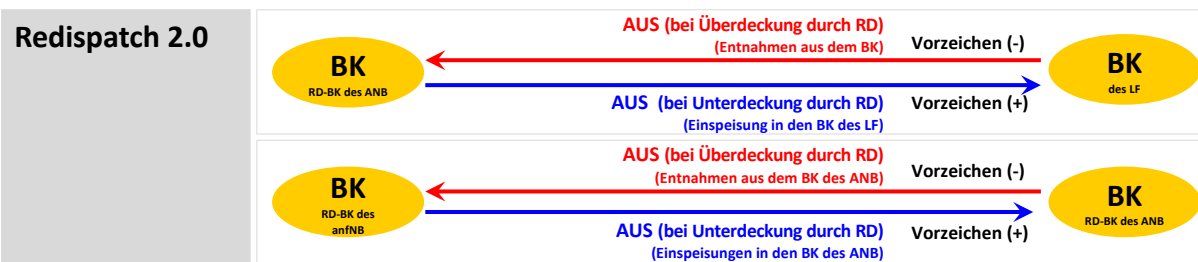 Redispatch 2.0
AUS (bei Überdeckung durch RD)
(Entnahmen aus dem BK)
Vorzeichen (-)
BK
RD-BK des ANB
BK
des LF
AUS (bei Unterdeckung durch RD)
Vorzeichen (+)
(Einspeisung in den BK des LF)
AUS (bei Überdeckung durch RD)
(Entnahmen aus dem BK des ANB)
Vorzeichen (-)
BK
RD-BK des
anfNB
BK
RD-BK des ANB
AUS (bei Unterdeckung durch RD)
Vorzeichen (+)
(Einspeisungen in den BK des ANB)